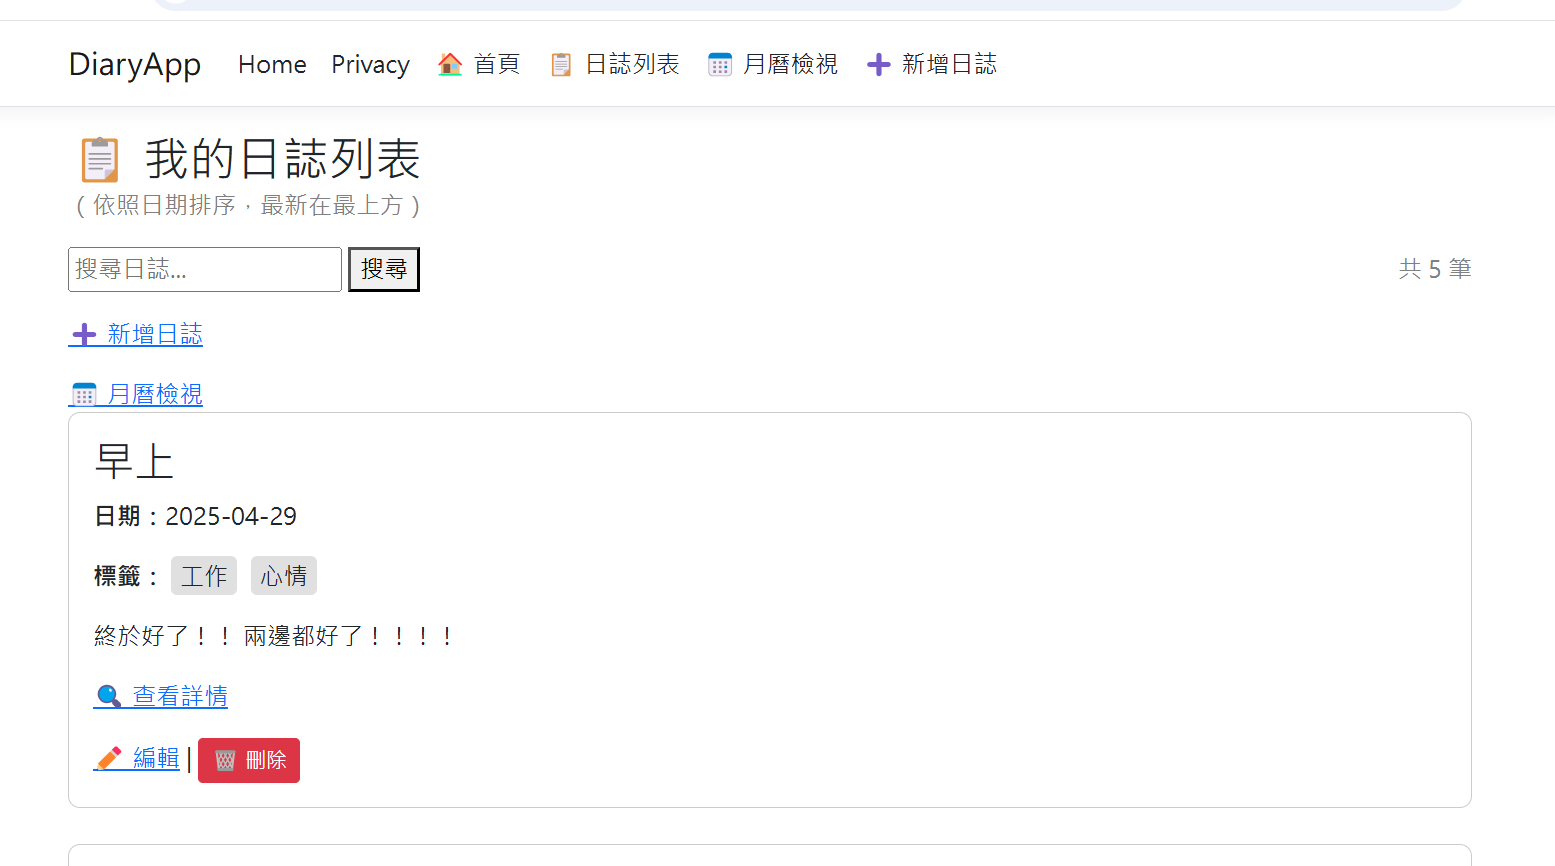 DiaryApp Home Privacy 🏠 首頁 📋 日誌列表 📅 月曆檢視 ➕ 新增日誌
📋 我的日誌列表
（依照日期排序，最新在最上方）
搜尋日誌... 搜尋 共 5 筆
➕ 新增日誌
📅 月曆檢視
早上
日期：2025-04-29
標籤： 工作 心情
終於好了！！ 兩邊都好了！！！！
🔍 查看詳情
✏️ 編輯 | 🗑️ 刪除